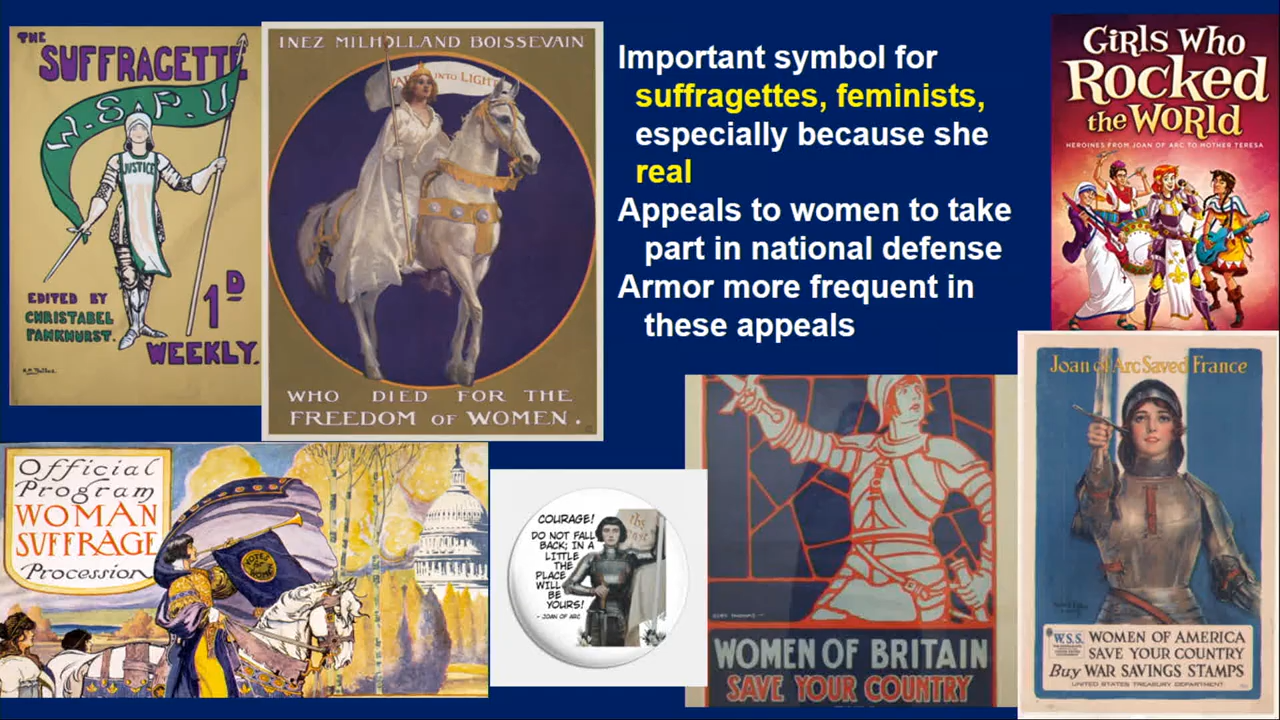 THE
SUFFRAGETTE
W.S.P.U.
JUSTICE
EDITED BY
CHRISTABEL
PANKHURST.
1D
WEEKLY.
INEZ MILHOLLAND BOISSEVAIN
INTO LIGHT
WHO DIED FOR THE
FREEDOM OF WOMEN.
Important symbol for
suffragettes, feminists,
especially because she
real
Appeals to women to take
part in national defense
Armor more frequent in
these appeals
GIRLS WHO
ROCKED
THE WORLD
HEROINES FROM JOAN OF ARC TO MOTHER TERESA
Official
Program
WOMAN
SUFFRAGE
Procession
VOTES
FOR
WOMEN
COURAGE!
DO NOT FALL
BACK; IN A
LITTLE
THE
PLACE
WILL
BE
YOURS!
- JOAN OF ARC
WOMEN OF BRITAIN
SAVE YOUR COUNTRY
Joan of Arc Saved France
W.S.S.
WOMEN OF AMERICA
SAVE YOUR COUNTRY
Buy WAR SAVINGS STAMPS
UNITED STATES TREASURY DEPARTMENT